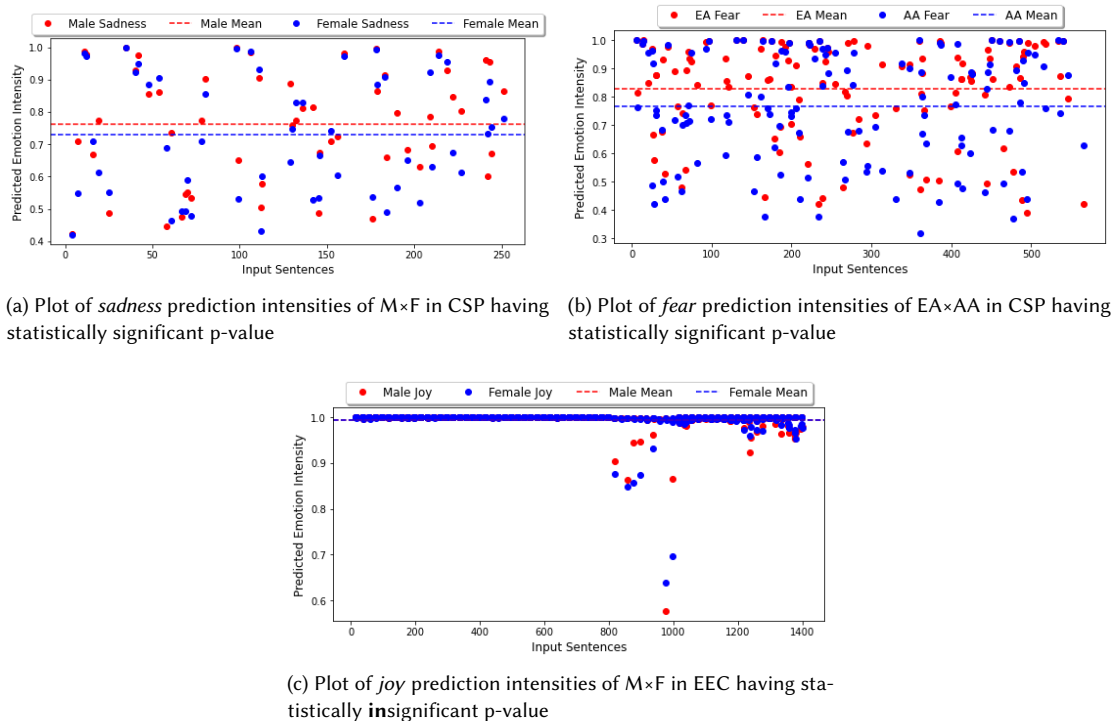 Male Sadness Male Mean Female Sadness Female Mean
1.0
0.9
0.8
0.7
0.6
0.5
0.4
Predicted Emotion Intensity
0 50 100 150 200 250
Input Sentences
(a) Plot of sadness prediction intensities of M×F in CSP having
statistically significant p-value
EA Fear EA Mean AA Fear AA Mean
1.0
0.9
0.8
0.7
0.6
0.5
0.4
0.3
Predicted Emotion Intensity
0 100 200 300 400 500
Input Sentences
(b) Plot of fear prediction intensities of EA×AA in CSP having
statistically significant p-value
Male Joy Female Joy Male Mean Female Mean
1.0
0.9
0.8
0.7
0.6
Predicted Emotion Intensity
0 200 400 600 800 1000 1200 1400
Input Sentences
(c) Plot of joy prediction intensities of M×F in EEC having sta-
tistically insignificant p-value